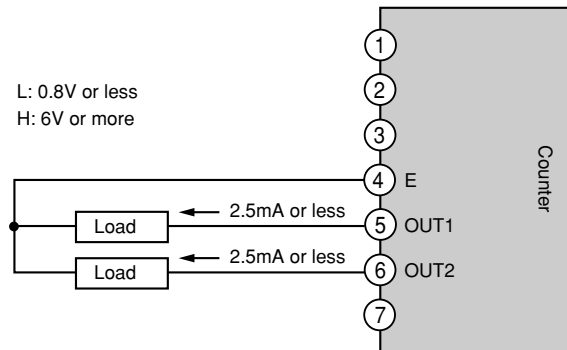 1
L: 0.8V or less
2
H: 6V or more
3
4 E
Load 2.5mA or less 5 OUT1
Load 2.5mA or less 6 OUT2
7
Counter